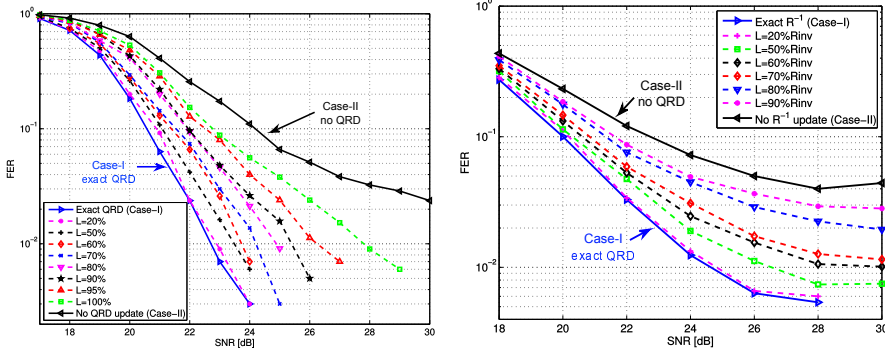 10^0
10^-1
10^-2
FER
18 20 22 24 26 28 30
SNR [dB]
Case-II
no QRD
Case-I
exact QRD
Exact QRD (Case-I)
L=20%
L=50%
L=60%
L=70%
L=80%
L=90%
L=95%
L=100%
No QRD update (Case-II)
10^0
10^-1
10^-2
FER
18 20 22 24 26 28 30
SNR [dB]
Case-II
no QRD
Case-I
exact QRD
Exact R^-1 (Case-I)
L=20%Rinv
L=50%Rinv
L=60%Rinv
L=70%Rinv
L=80%Rinv
L=90%Rinv
No R^-1 update (Case-II)